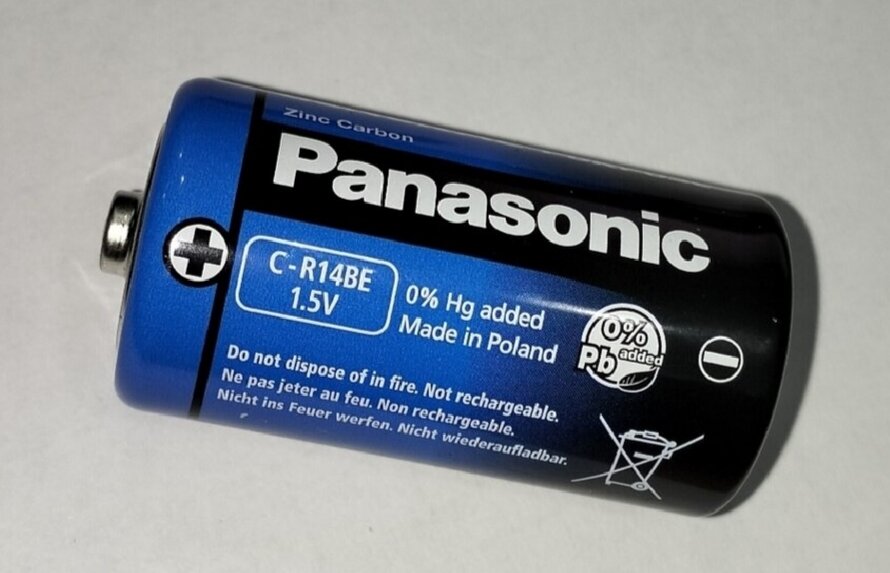 Zinc Carbon
Panasonic
C-R14BE
1.5V
0% Hg added
Made in Poland
0%
Pb added
Do not dispose of in fire. Not rechargeable.
Ne pas jeter au feu. Non rechargeable.
Nicht ins Feuer werfen. Nicht wiederaufladbar.